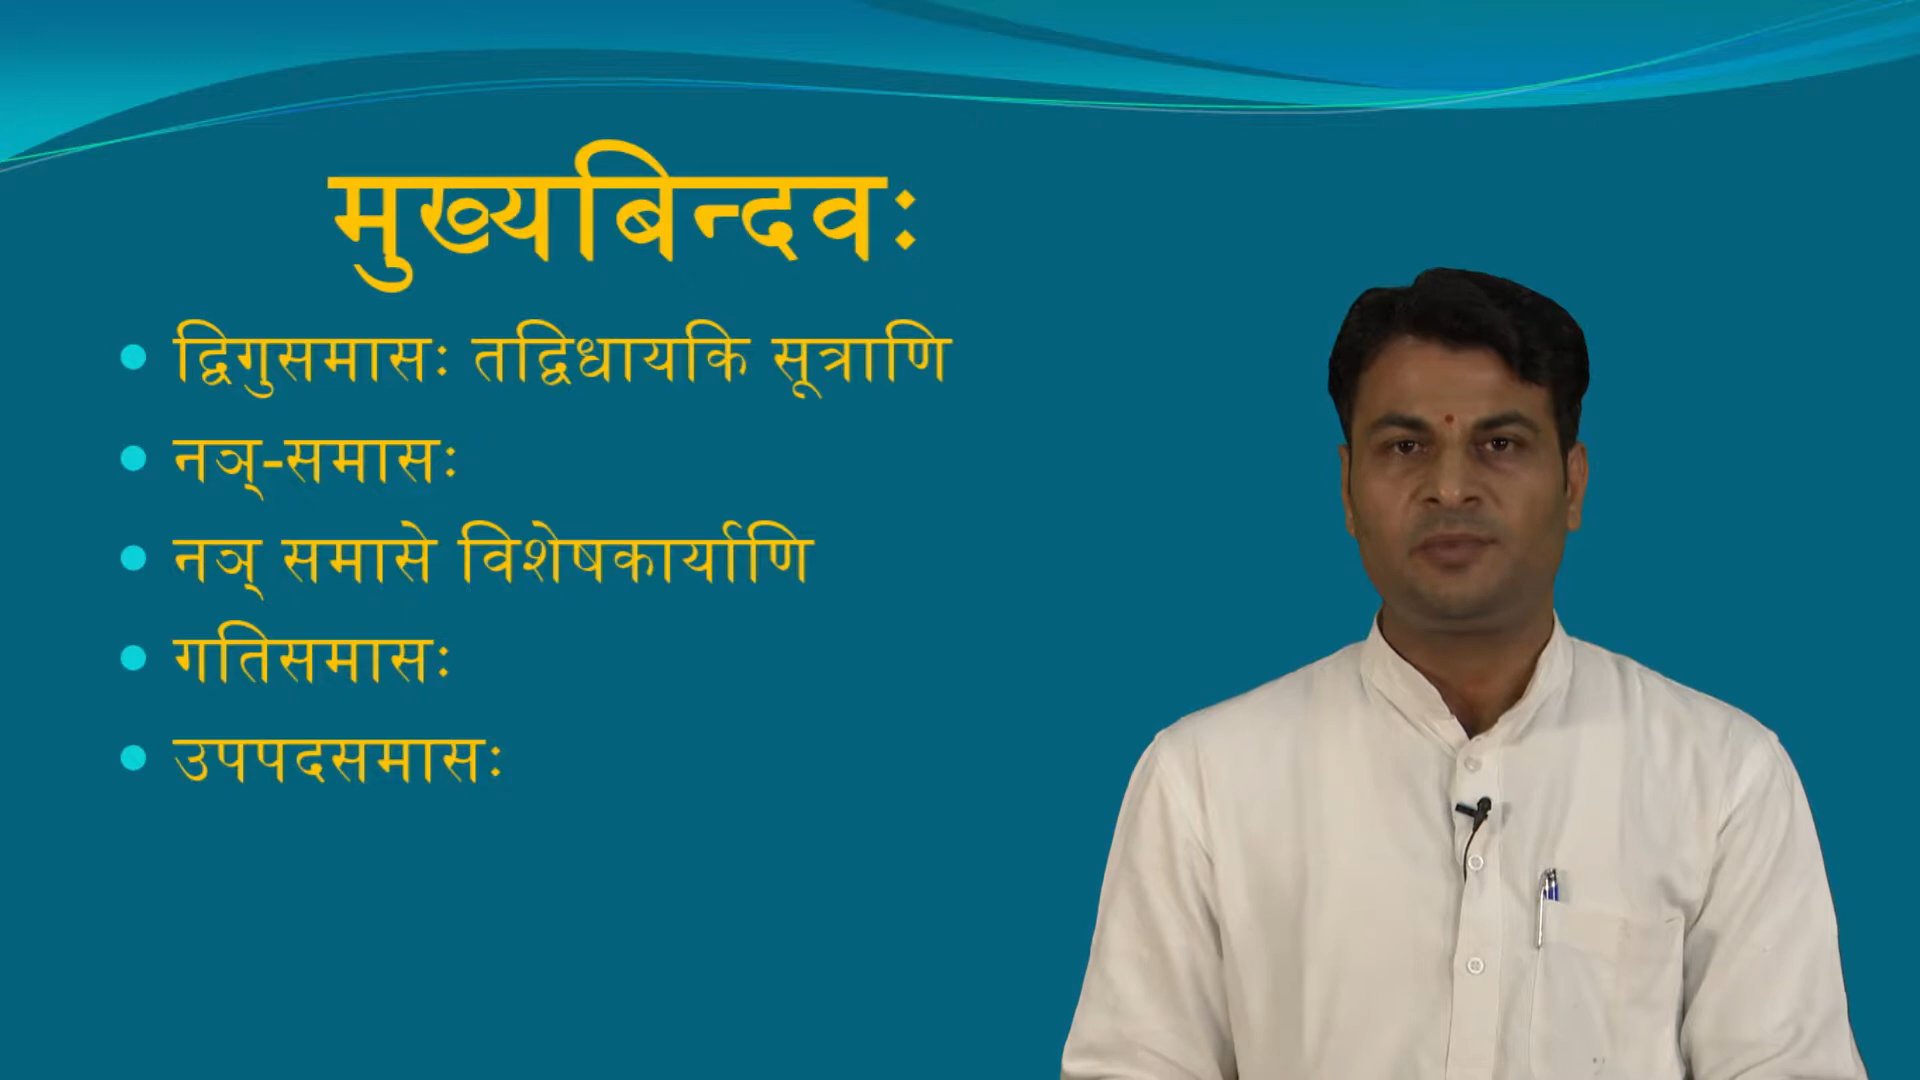 मुख्यबिन्दवः
द्विगुसमासः तद्विधायकि सूत्राणि
नञ्-समासः
नञ् समासे विशेषकार्याणि
गतिसमासः
उपपदसमासः